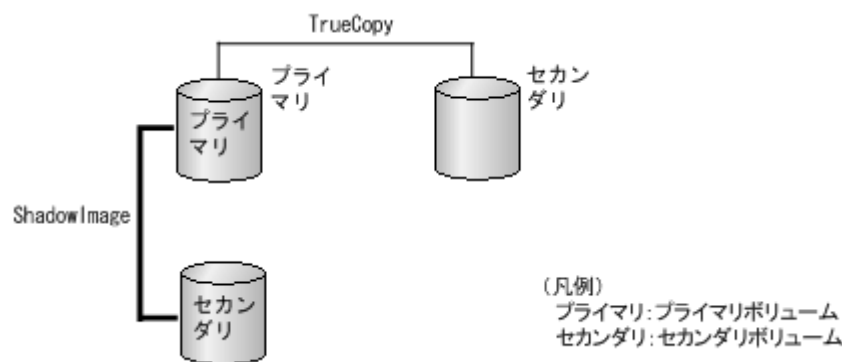 TrueCopy
プライ
マリ
セカン
ダリ
プライ
マリ
ShadowImage
セカン
ダリ
（凡例）
プライマリ：プライマリボリューム
セカンダリ：セカンダリボリューム